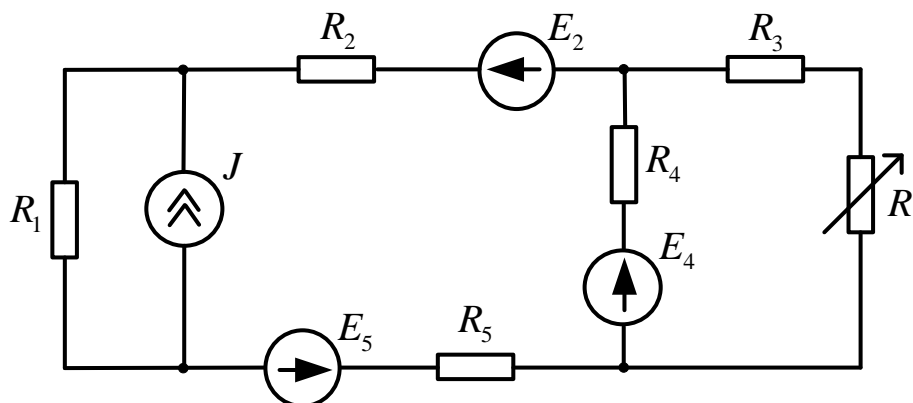 R₂
E₂
R₃
J
R₄
R₁
R
E₄
E₅
R₅